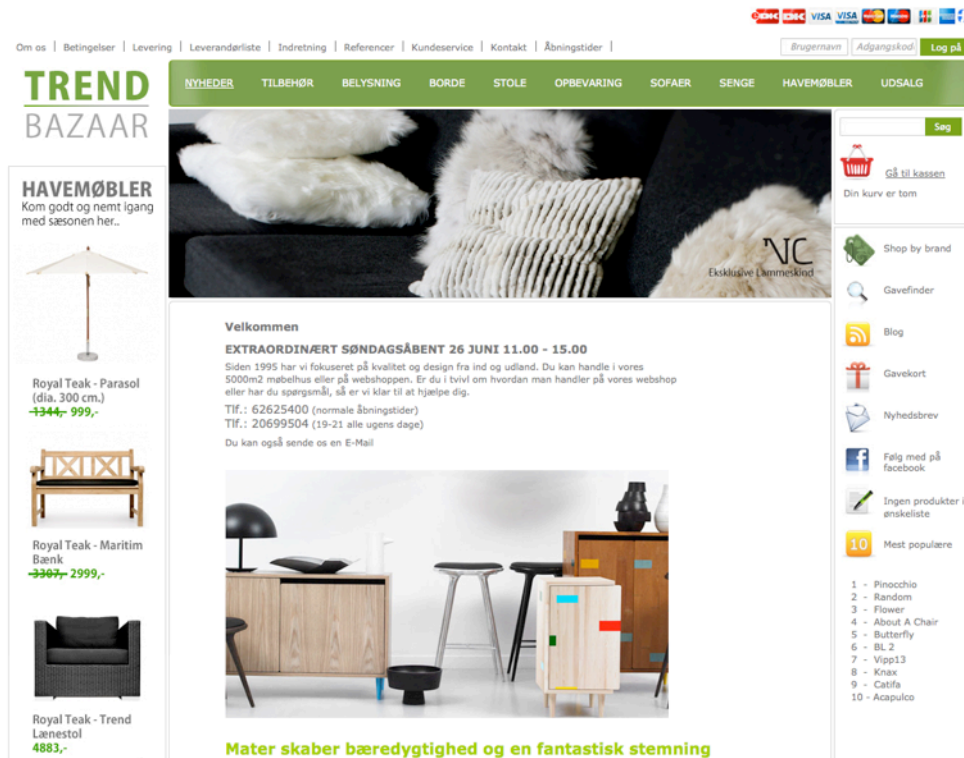 VISA VISA
Om os | Betingelser | Levering | Leverandørliste | Indretning | Referencer | Kundeservice | Kontakt | Åbningstider |
Brugernavn Adgangskod Log på
TREND
BAZAAR
NYHEDER TILBEHØR BELYSNING BORDE STOLE OPBEVARING SOFAER SENGE HAVEMØBLER UDSALG
HAVEMØBLER
Kom godt og nemt igang
med sæsonen her..
Royal Teak - Parasol
(dia. 300 cm.)
1344,- 999,-
Royal Teak - Maritim
Bænk
3307,- 2999,-
Royal Teak - Trend
Lænestol
4883,-
Eksklusive Lammeskind
Velkommen
EXTRAORDINÆRT SØNDAGSÅBENT 26 JUNI 11.00 - 15.00
Siden 1995 har vi fokuseret på kvalitet og design fra ind og udland. Du kan handle i vores
5000m2 møbelhus eller på webshoppen. Er du i tvivl om hvordan man handler på vores webshop
eller har du spørgsmål, så er vi klar til at hjælpe dig.
Tlf.: 62625400 (normale åbningstider)
Tlf.: 20699504 (19-21 alle ugens dage)
Du kan også sende os en E-Mail
Mater skaber bæredygtighed og en fantastisk stemning
Søg
Gå til kassen
Din kurv er tom
Shop by brand
Gavefinder
Blog
Gavekort
Nyhedsbrev
Følg med på
facebook
Ingen produkter i
ønskeliste
10 Mest populære
1 - Pinocchio
2 - Random
3 - Flower
4 - About A Chair
5 - Butterfly
6 - BL 2
7 - Vipp13
8 - Knax
9 - Catifa
10 - Acapulco